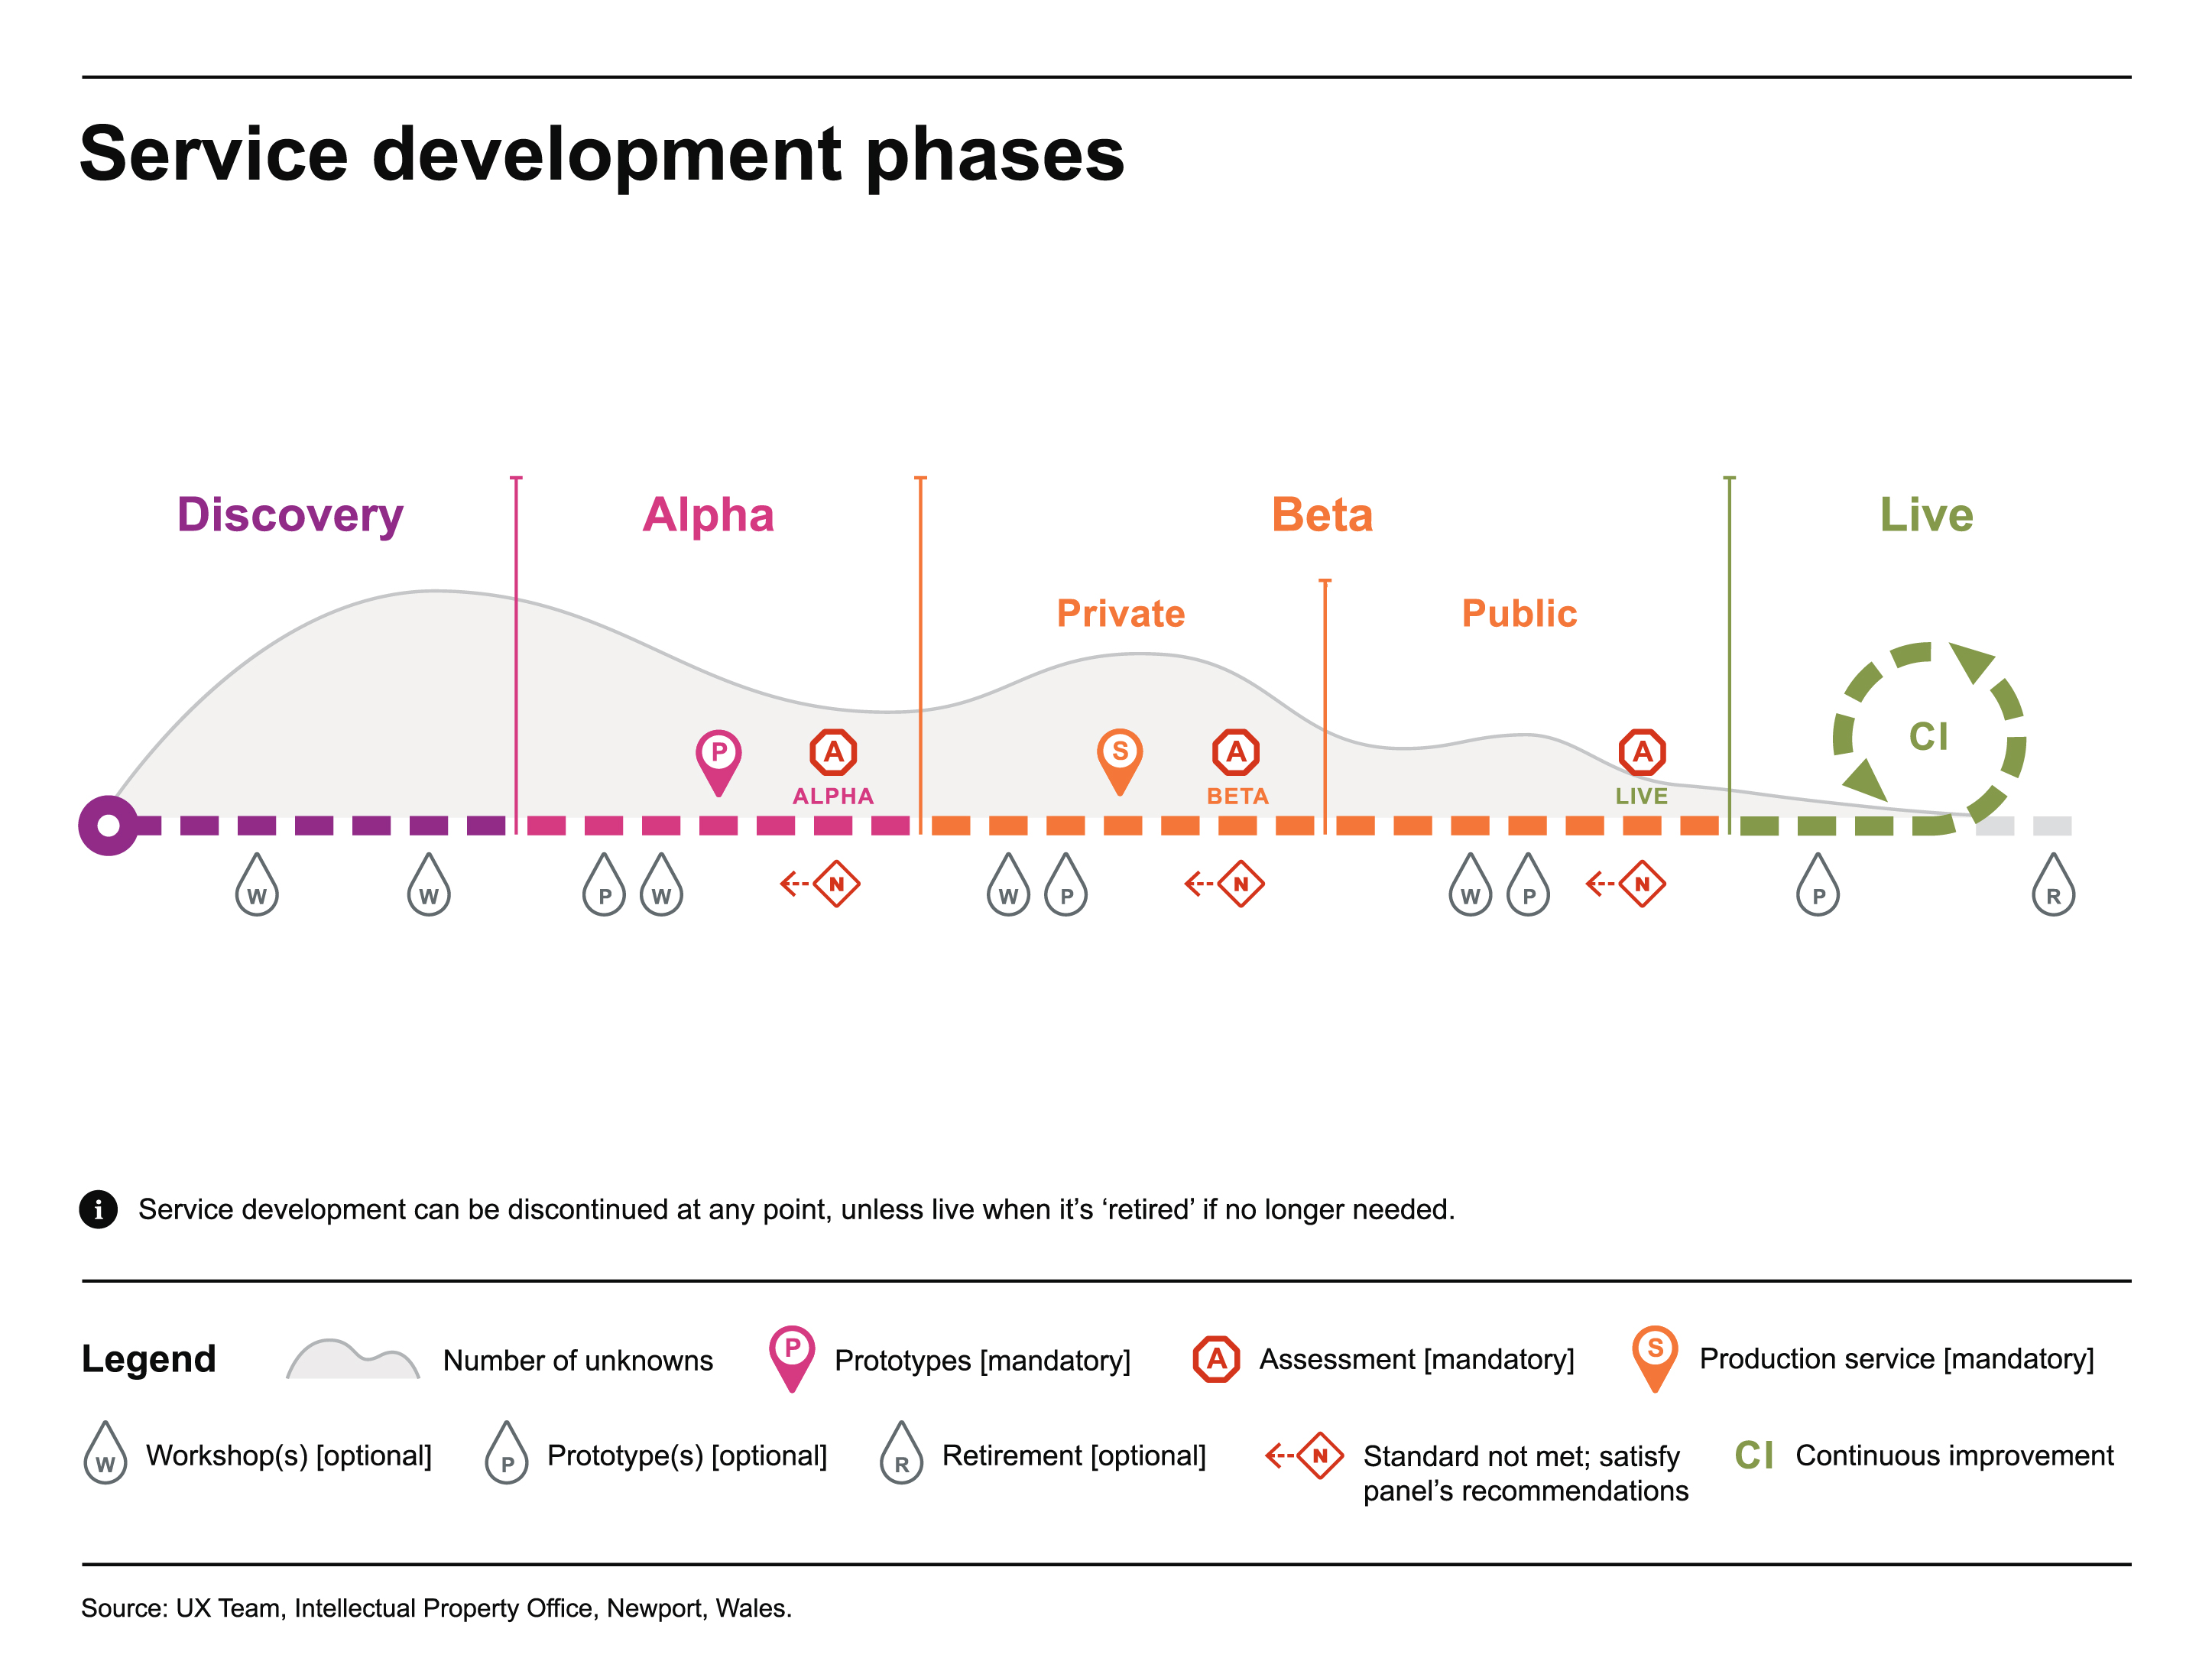 Service development phases
Discovery
Alpha
Beta
Live
Private
Public
CI
P
A
S
A
A
ALPHA
BETA
LIVE
W
W
P
W
N
W
P
N
W
P
N
P
R
i
Service development can be discontinued at any point, unless live when it’s ‘retired’ if no longer needed.
Legend
Number of unknowns
P
Prototypes [mandatory]
A
Assessment [mandatory]
S
Production service [mandatory]
W
Workshop(s) [optional]
P
Prototype(s) [optional]
R
Retirement [optional]
N
Standard not met; satisfy
panel’s recommendations
CI
Continuous improvement
Source: UX Team, Intellectual Property Office, Newport, Wales.